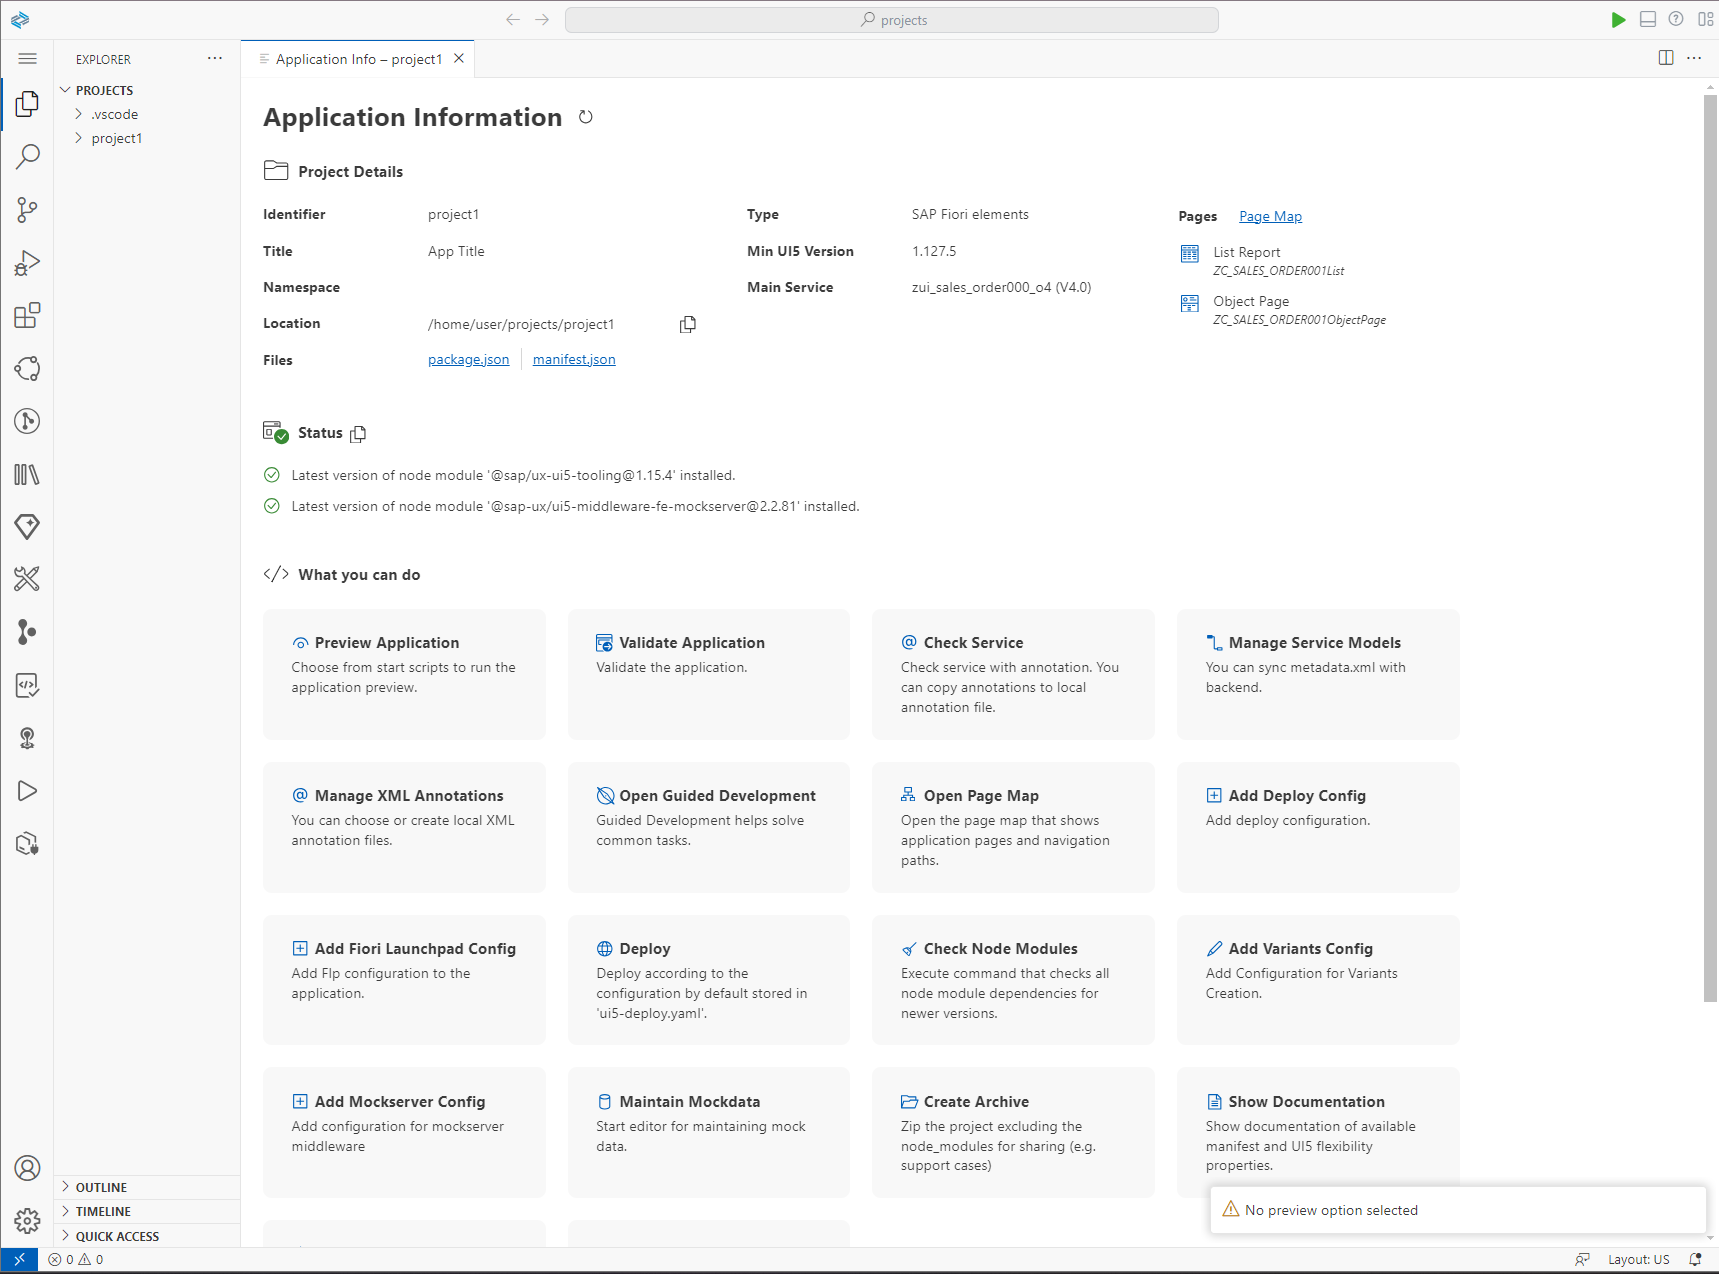 projects
EXPLORER
Application Info – project1
PROJECTS
.vscode
project1
Application Information
Project Details
Identifier
project1
Type
SAP Fiori elements
Pages
Page Map
Title
App Title
Min UI5 Version
1.127.5
List Report
ZC_SALES_ORDER001List
Namespace
Main Service
zui_sales_order000_o4 (V4.0)
Object Page
ZC_SALES_ORDER001ObjectPage
Location
/home/user/projects/project1
Files
package.json
manifest.json
Status
Latest version of node module '@sap/ux-ui5-tooling@1.15.4' installed.
Latest version of node module '@sap-ux/ui5-middleware-fe-mockserver@2.2.81' installed.
What you can do
Preview Application
Choose from start scripts to run the
application preview.
Validate Application
Validate the application.
Check Service
Check service with annotation. You
can copy annotations to local
annotation file.
Manage Service Models
You can sync metadata.xml with
backend.
Manage XML Annotations
You can choose or create local XML
annotation files.
Open Guided Development
Guided Development helps solve
common tasks.
Open Page Map
Open the page map that shows
application pages and navigation
paths.
Add Deploy Config
Add deploy configuration.
Add Fiori Launchpad Config
Add Flp configuration to the
application.
Deploy
Deploy according to the
configuration by default stored in
'ui5-deploy.yaml'.
Check Node Modules
Execute command that checks all
node module dependencies for
newer versions.
Add Variants Config
Add Configuration for Variants
Creation.
Add Mockserver Config
Add configuration for mockserver
middleware
Maintain Mockdata
Start editor for maintaining mock
data.
Create Archive
Zip the project excluding the
node_modules for sharing (e.g.
support cases)
Show Documentation
Show documentation of available
manifest and UI5 flexibility
properties.
OUTLINE
TIMELINE
QUICK ACCESS
No preview option selected
0
0
Layout: US